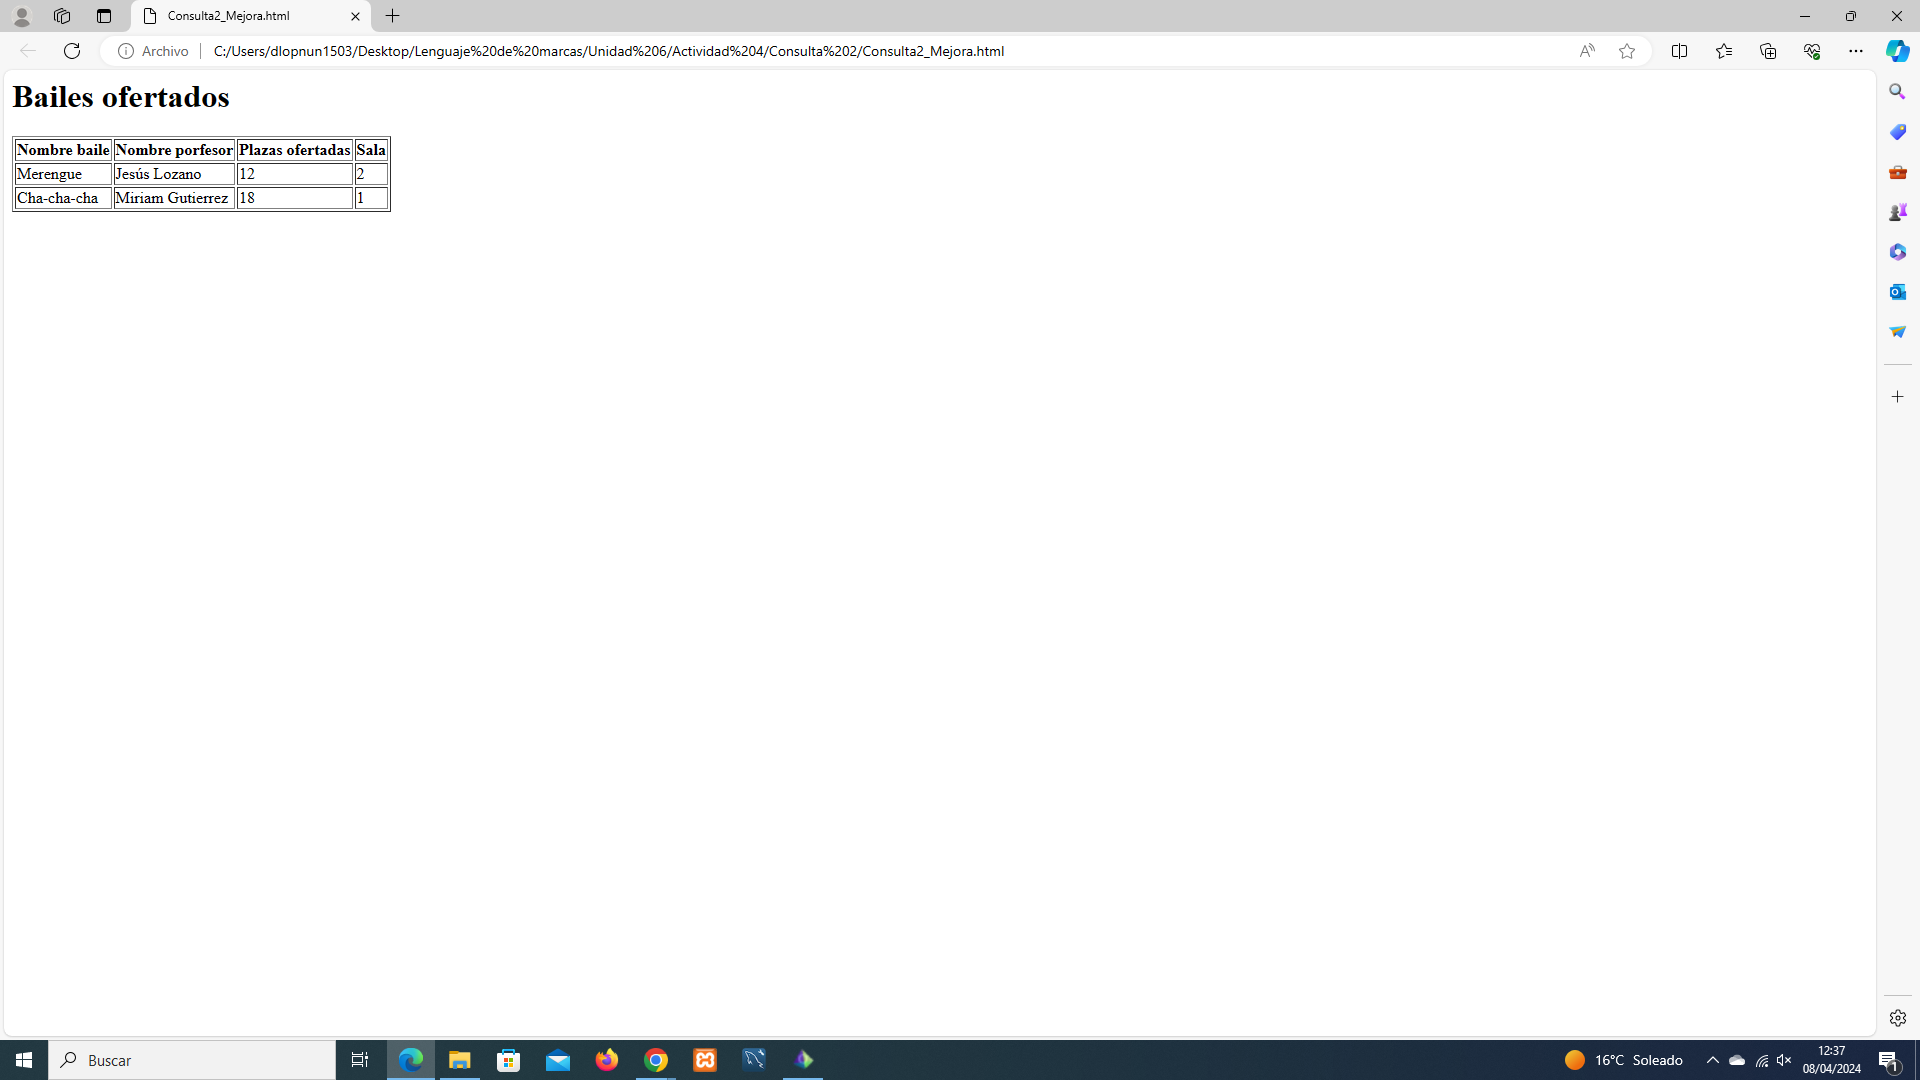 Consulta2_Mejora.html
Archivo
C:/Users/dlopnun1503/Desktop/Lenguaje%20de%20marcas/Unidad%206/Actividad%204/Consulta%202/Consulta2_Mejora.html
Bailes ofertados
Nombre baile Nombre porfesor Plazas ofertadas Sala
Merengue Jesús Lozano 12 2
Cha-cha-cha Miriam Gutierrez 18 1
Buscar
16°C Soleado
12:37
08/04/2024
1